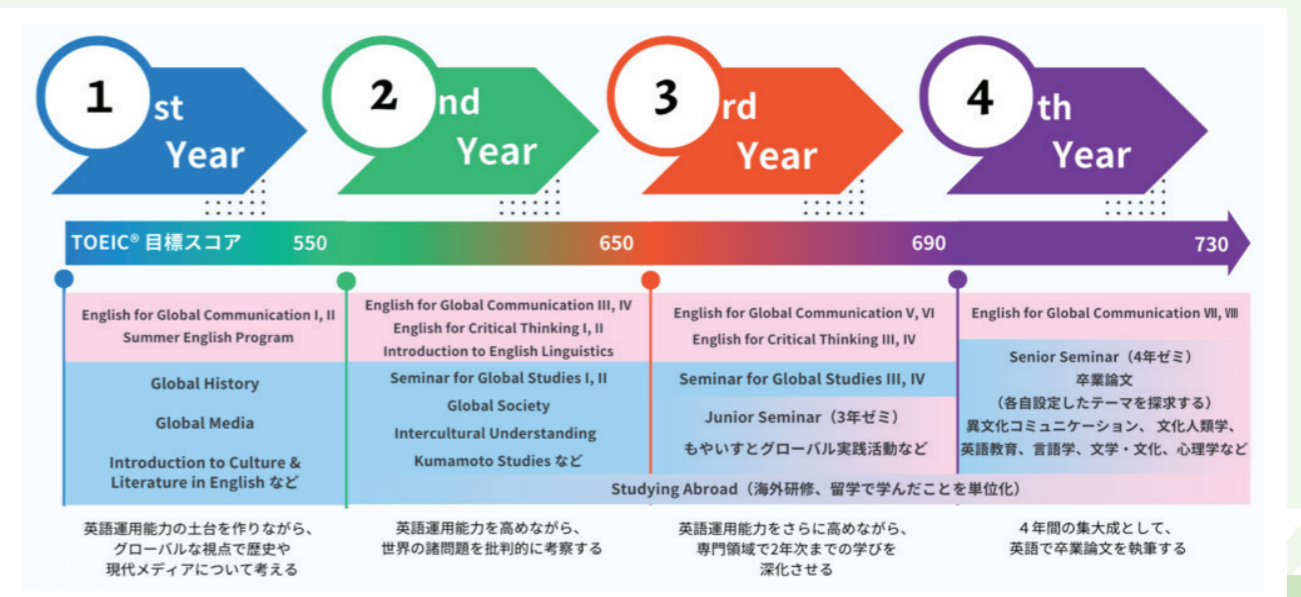 1st
Year
2nd
Year
3rd
Year
4th
Year
TOEIC® 目標スコア 550 650 690 730
English for Global Communication I, II
Summer English Program
Global History
Global Media
Introduction to Culture &
Literature in English など
英語運用能力の土台を作りながら、
グローバルな視点で歴史や
現代メディアについて考える
English for Global Communication III, IV
English for Critical Thinking I, II
Introduction to English Linguistics
Seminar for Global Studies I, II
Global Society
Intercultural Understanding
Kumamoto Studies など
英語運用能力を高めながら、
世界の諸問題を批判的に考察する
English for Global Communication V, VI
English for Critical Thinking III, IV
Seminar for Global Studies III, IV
Junior Seminar（3年ゼミ）
もやいすとグローバル実践活動など
Studying Abroad（海外研修、留学で学んだことを単位化）
英語運用能力をさらに高めながら、
専門領域で2年次までの学びを
深化させる
English for Global Communication Ⅶ, Ⅷ
Senior Seminar（4年ゼミ）
卒業論文
（各自設定したテーマを探求する）
異文化コミュニケーション、文化人類学、
英語教育、言語学、文学・文化、心理学など
４年間の集大成として、
英語で卒業論文を執筆する